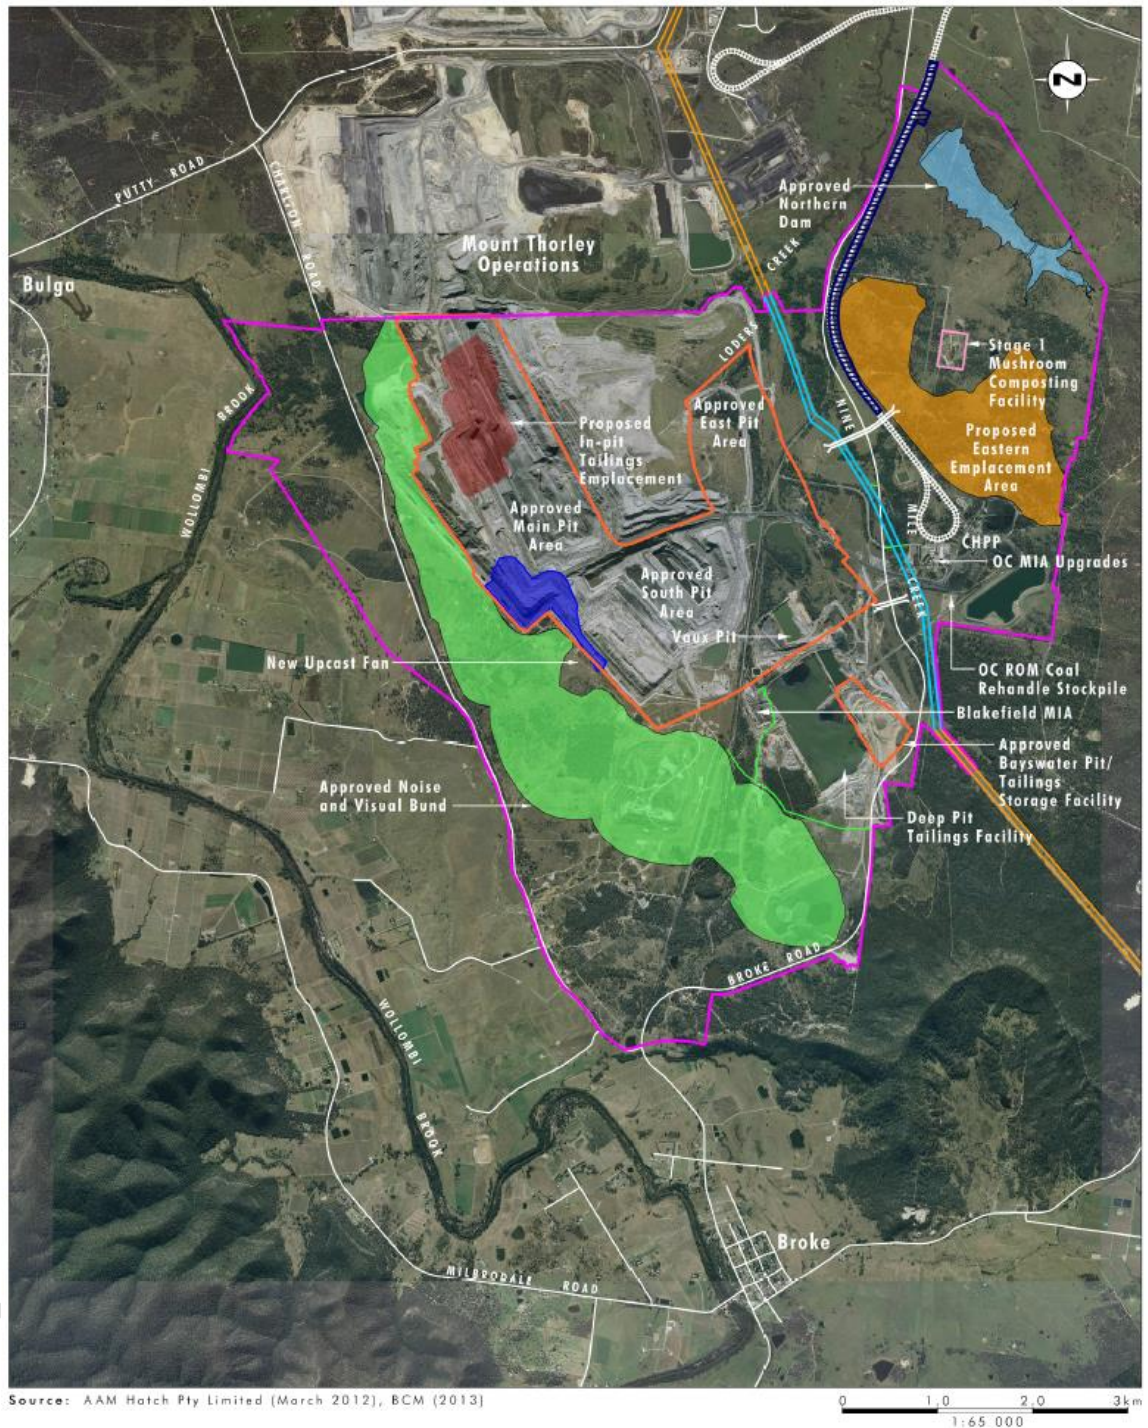 PUTTY ROAD
CHARLTON ROAD
Bulga
Mount Thorley
Operations
Approved
Northern
Dam
N
LODERS CREEK
Stage 1
Mushroom
Composting
Facility
WOLLOMBI BROOK
NINE MILE CREEK
Proposed
In-pit
Tailings
Emplacement
Approved
East Pit
Area
Proposed
Eastern
Emplacement
Area
Approved
Main Pit
Area
CHPP
OC MIA Upgrades
Approved
South Pit
Area
Vaux Pit
New Upcast Fan
OC ROM Coal
Rehandle Stockpile
Blakefield MIA
Approved
Bayswater Pit/
Tailings
Storage Facility
Approved Noise
and Visual Bund
Deep Pit
Tailings Facility
BROKE ROAD
WOLLOMBI BROOK
Broke
MILBRODALE ROAD
Source: AAM Hatch Pty Limited (March 2012), BCM (2013)
0 1.0 2.0 3km
1:65 000